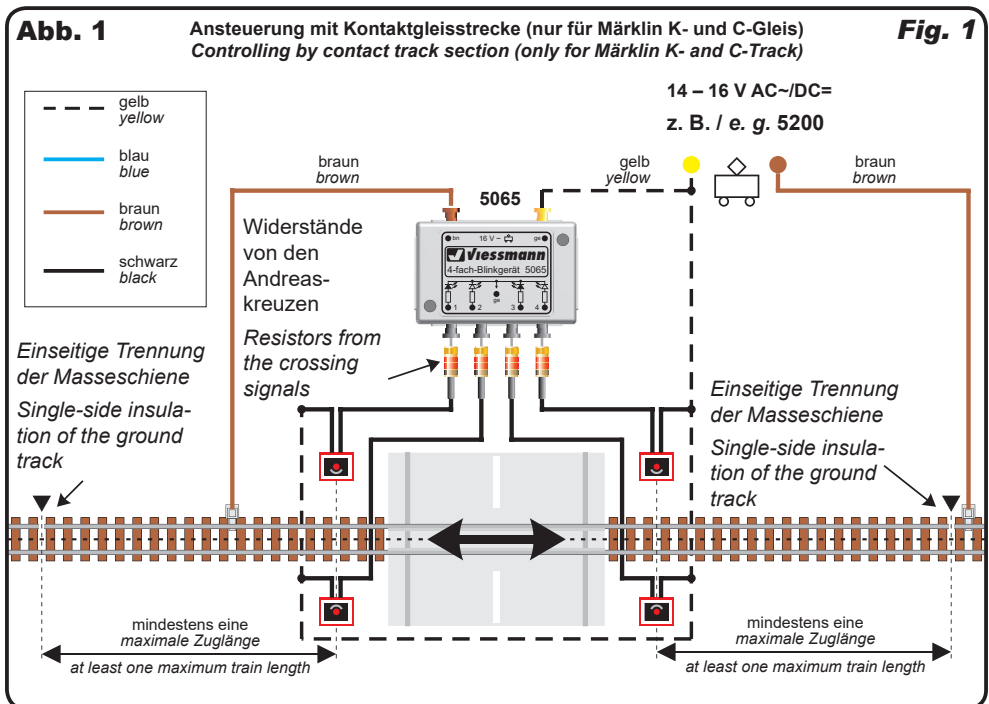 Abb. 1
Ansteuerung mit Kontaktgleisstrecke (nur für Märklin K- und C-Gleis)
Controlling by contact track section (only for Märklin K- and C-Track)
Fig. 1
gelb
yellow
blau
blue
braun
brown
schwarz
black
14 – 16 V AC~/DC=
z. B. / e. g. 5200
braun
brown
gelb
yellow
braun
brown
5065
bn 16 V ~ ge
Viessmann
4-fach-Blinkgerät 5065
ge
1 2 3 4
Widerstände
von den
Andreas-
kreuzen
Resistors from
the crossing
signals
Einseitige Trennung
der Masseschiene
Single-side insula-
tion of the ground
track
Einseitige Trennung
der Masseschiene
Single-side insula-
tion of the ground
track
mindestens eine
maximale Zuglänge
at least one maximum train length
mindestens eine
maximale Zuglänge
at least one maximum train length